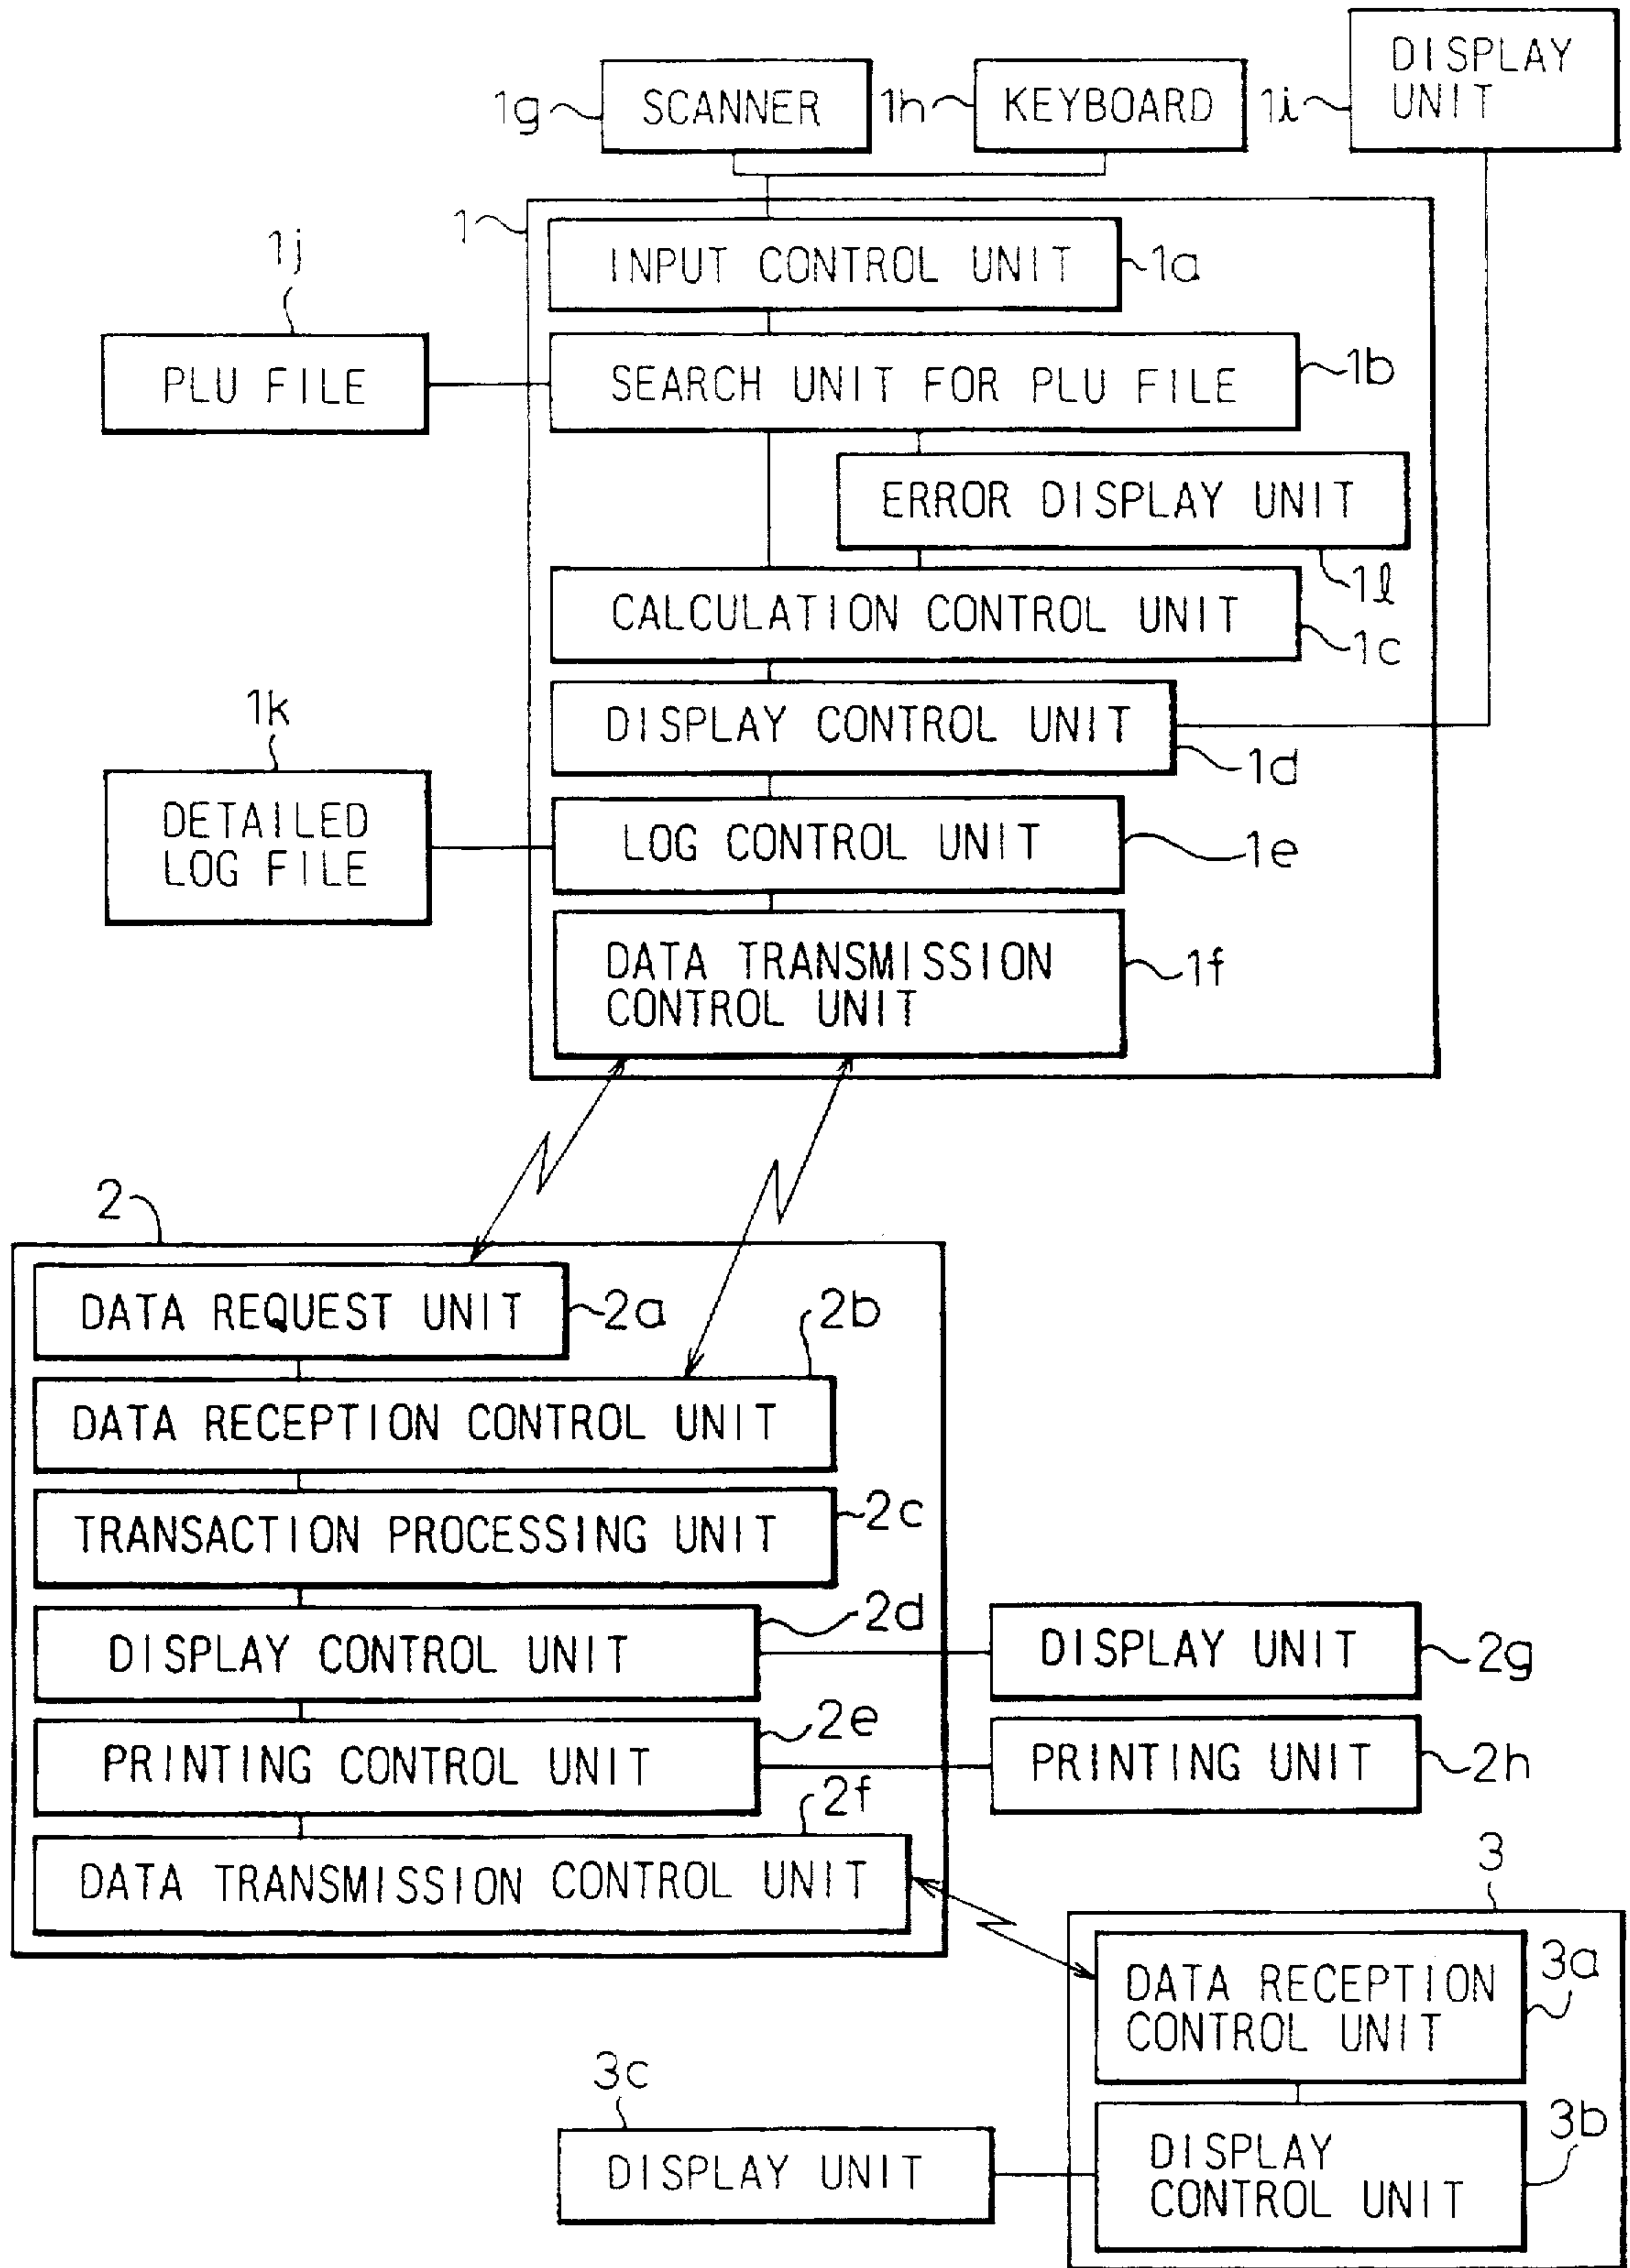 DISPLAY
UNIT
1i
1g
SCANNER
1h
KEYBOARD
1
INPUT CONTROL UNIT
1a
1j
PLU FILE
SEARCH UNIT FOR PLU FILE
1b
ERROR DISPLAY UNIT
1ℓ
CALCULATION CONTROL UNIT
1c
DISPLAY CONTROL UNIT
1d
1k
DETAILED
LOG FILE
LOG CONTROL UNIT
1e
DATA TRANSMISSION
CONTROL UNIT
1f
2
DATA REQUEST UNIT
2a
2b
DATA RECEPTION CONTROL UNIT
TRANSACTION PROCESSING UNIT
2c
DISPLAY CONTROL UNIT
2d
DISPLAY UNIT
2g
PRINTING CONTROL UNIT
2e
PRINTING UNIT
2h
2f
DATA TRANSMISSION CONTROL UNIT
3
DATA RECEPTION
CONTROL UNIT
3a
3c
DISPLAY UNIT
DISPLAY
CONTROL UNIT
3b